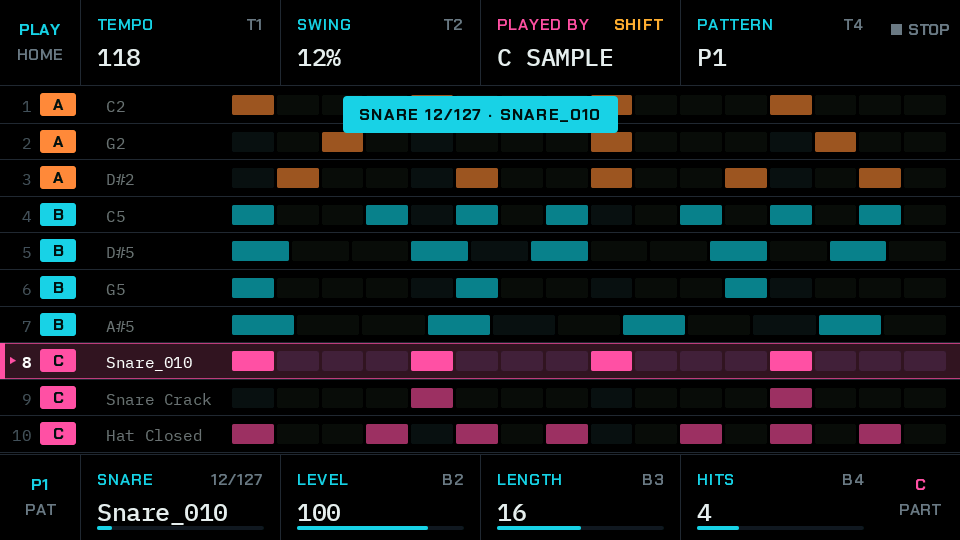 PLAY
HOME
TEMPO T1
118
SWING T2
12%
PLAYED BY SHIFT
C SAMPLE
PATTERN T4
P1
STOP
SNARE 12/127 · SNARE_010
1 A C2
2 A G2
3 A D#2
4 B C5
5 B D#5
6 B G5
7 B A#5
8 C Snare_010
9 C Snare Crack
10 C Hat Closed
P1
PAT
SNARE 12/127
Snare_010
LEVEL B2
100
LENGTH B3
16
HITS B4
4
C
PART